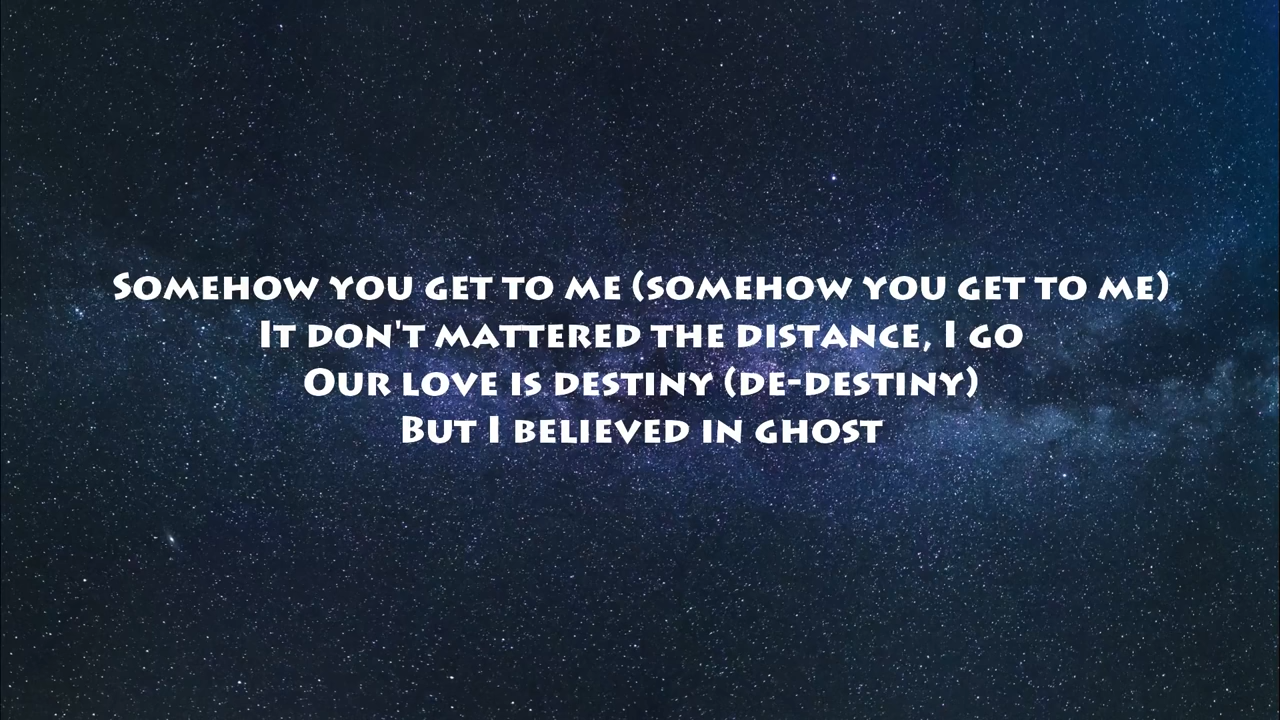 Somehow you get to me (somehow you get to me)
It don't mattered the distance, I go
Our love is destiny (de-destiny)
But I believed in ghost